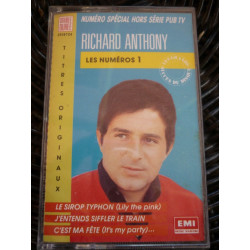 NUMÉRO SPÉCIAL HORS SÉRIE PUB TV
RICHARD ANTHONY
LES NUMÉROS 1
TITRES ORIGINAUX
LE SIROP TYPHON (Lily the pink)
J'ENTENDS SIFFLER LE TRAIN
C'EST MA FÊTE (It's my party)...
EMI